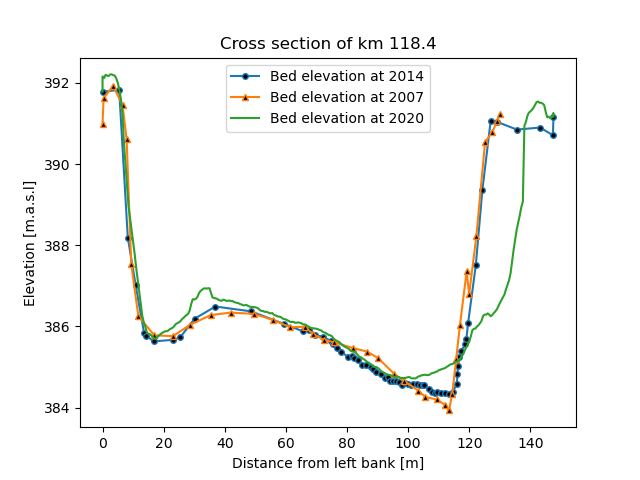 Cross section of km 118.4
Bed elevation at 2014
Bed elevation at 2007
Bed elevation at 2020
Elevation [m.a.s.l]
392
390
388
386
384
0 20 40 60 80 100 120 140
Distance from left bank [m]